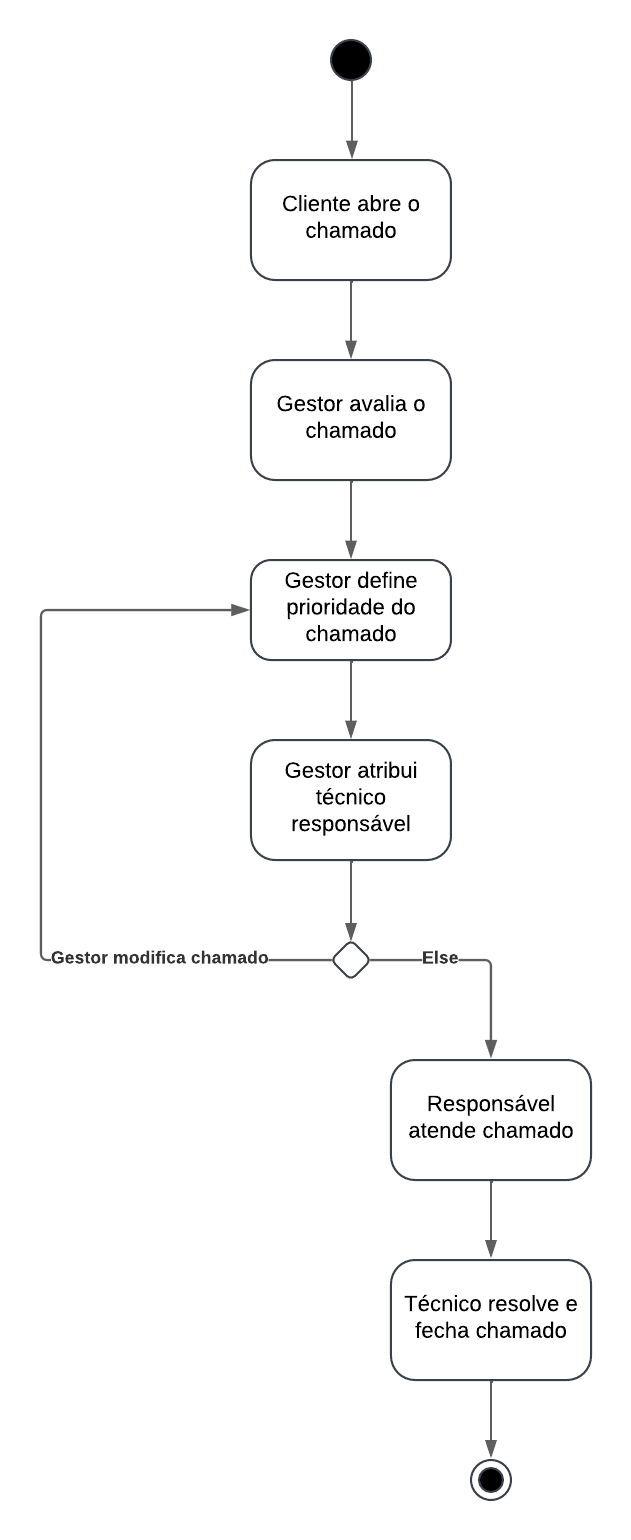 Cliente abre o
chamado
Gestor avalia o
chamado
Gestor define
prioridade do
chamado
Gestor atribui
técnico
responsável
Gestor modifica chamado
Else
Responsável
atende chamado
Técnico resolve e
fecha chamado